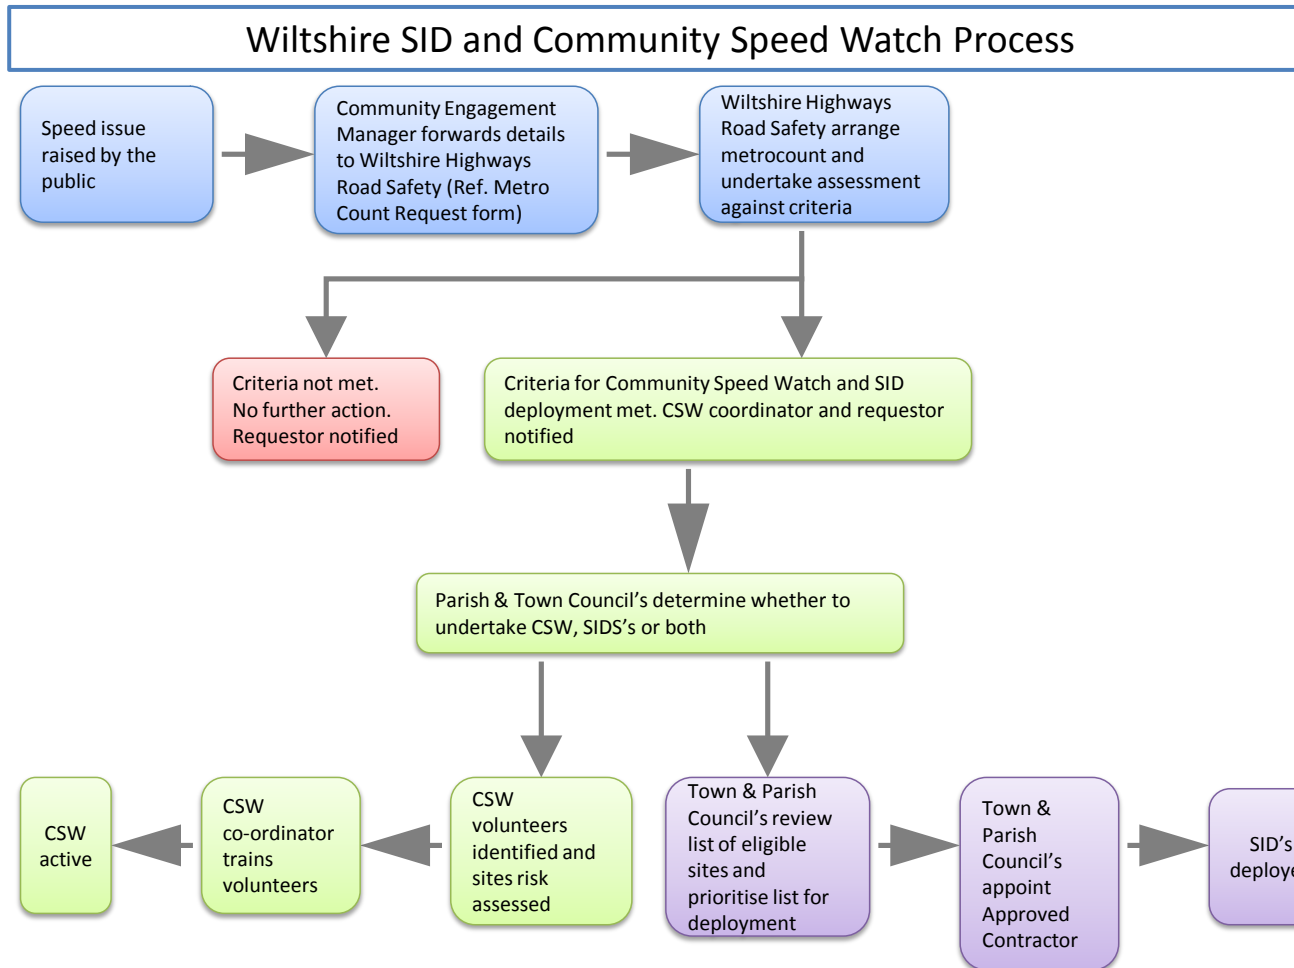 Wiltshire SID and Community Speed Watch Process
Speed issue
raised by the
public
Community Engagement
Manager forwards details
to Wiltshire Highways
Road Safety (Ref. Metro
Count Request form)
Wiltshire Highways
Road Safety arrange
metrocount and
undertake assessment
against criteria
Criteria not met.
No further action.
Requestor notified
Criteria for Community Speed Watch and SID
deployment met. CSW coordinator and requestor
notified
Parish & Town Council's determine whether to
undertake CSW, SIDS's or both
CSW
active
CSW
co-ordinator
trains
volunteers
CSW
volunteers
identified and
sites risk
assessed
Town & Parish
Council's review
list of eligible
sites and
prioritise list for
deployment
Town &
Parish
Council's
appoint
Approved
Contractor
SID's
deploye